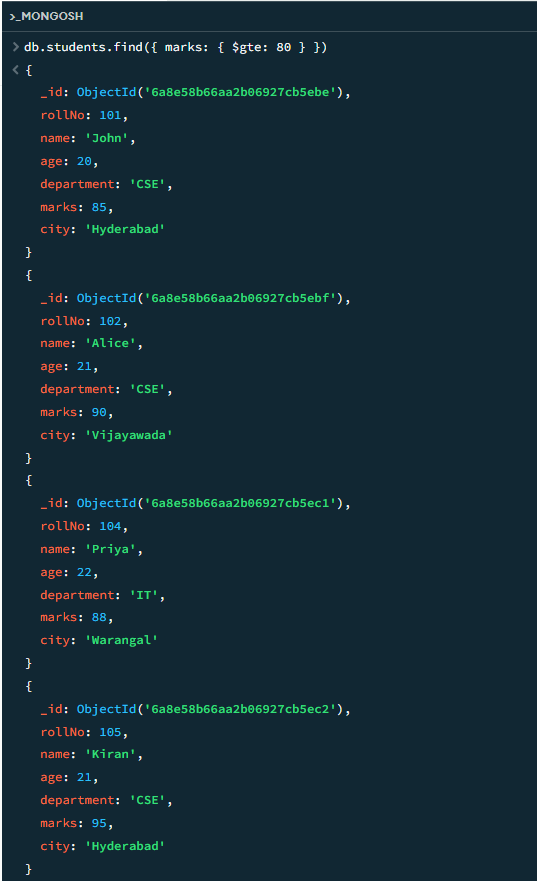 >_MONGOSH
> db.students.find({ marks: { $gte: 80 } })
< {
_id: ObjectId('6a8e58b66aa2b06927cb5ebe'),
rollNo: 101,
name: 'John',
age: 20,
department: 'CSE',
marks: 85,
city: 'Hyderabad'
}
{
_id: ObjectId('6a8e58b66aa2b06927cb5ebf'),
rollNo: 102,
name: 'Alice',
age: 21,
department: 'CSE',
marks: 90,
city: 'Vijayawada'
}
{
_id: ObjectId('6a8e58b66aa2b06927cb5ec1'),
rollNo: 104,
name: 'Priya',
age: 22,
department: 'IT',
marks: 88,
city: 'Warangal'
}
{
_id: ObjectId('6a8e58b66aa2b06927cb5ec2'),
rollNo: 105,
name: 'Kiran',
age: 21,
department: 'CSE',
marks: 95,
city: 'Hyderabad'
}